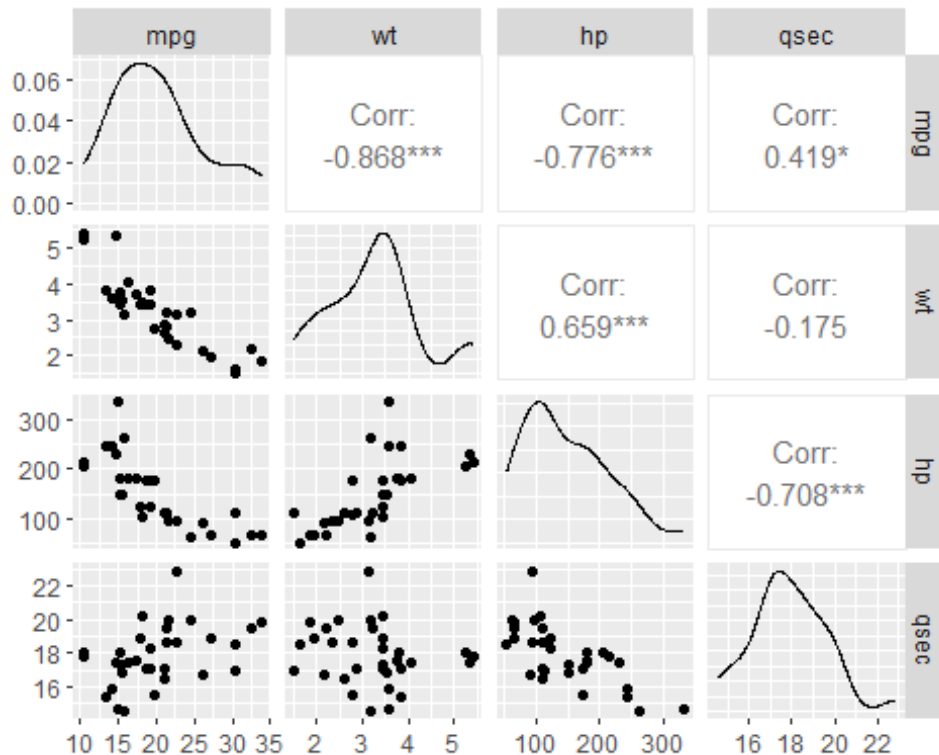 mpg wt hp qsec
0.06
0.04
0.02
0.00
Corr:
-0.868***
Corr:
-0.776***
Corr:
0.419*
mpg
5
4
3
2
Corr:
0.659***
Corr:
-0.175
wt
300
200
100
Corr:
-0.708***
hp
22
20
18
16
qsec
10 15 20 25 30 35 2 3 4 5 100 200 300 16 18 20 22